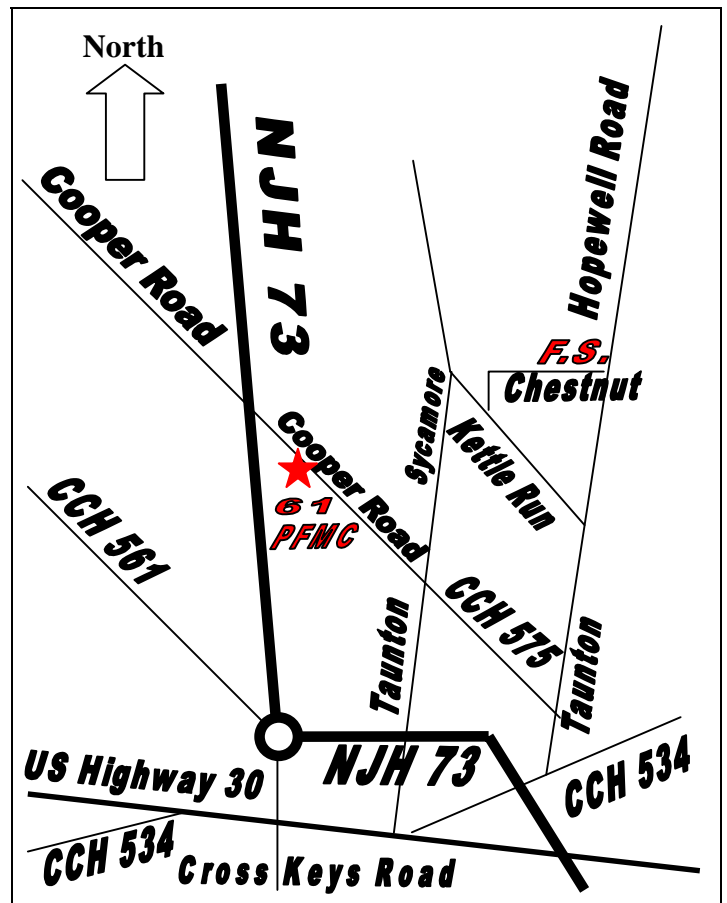 North
Hopewell Road
NJH 73
Cooper Road
F.S.
Chestnut
Sycamore
Kettle Run
Cooper Road
61
PFMC
CCH 561
CCH 575
Taunton
Taunton
US Highway 30
NJH 73
CCH 534
CCH 534
Cross Keys Road